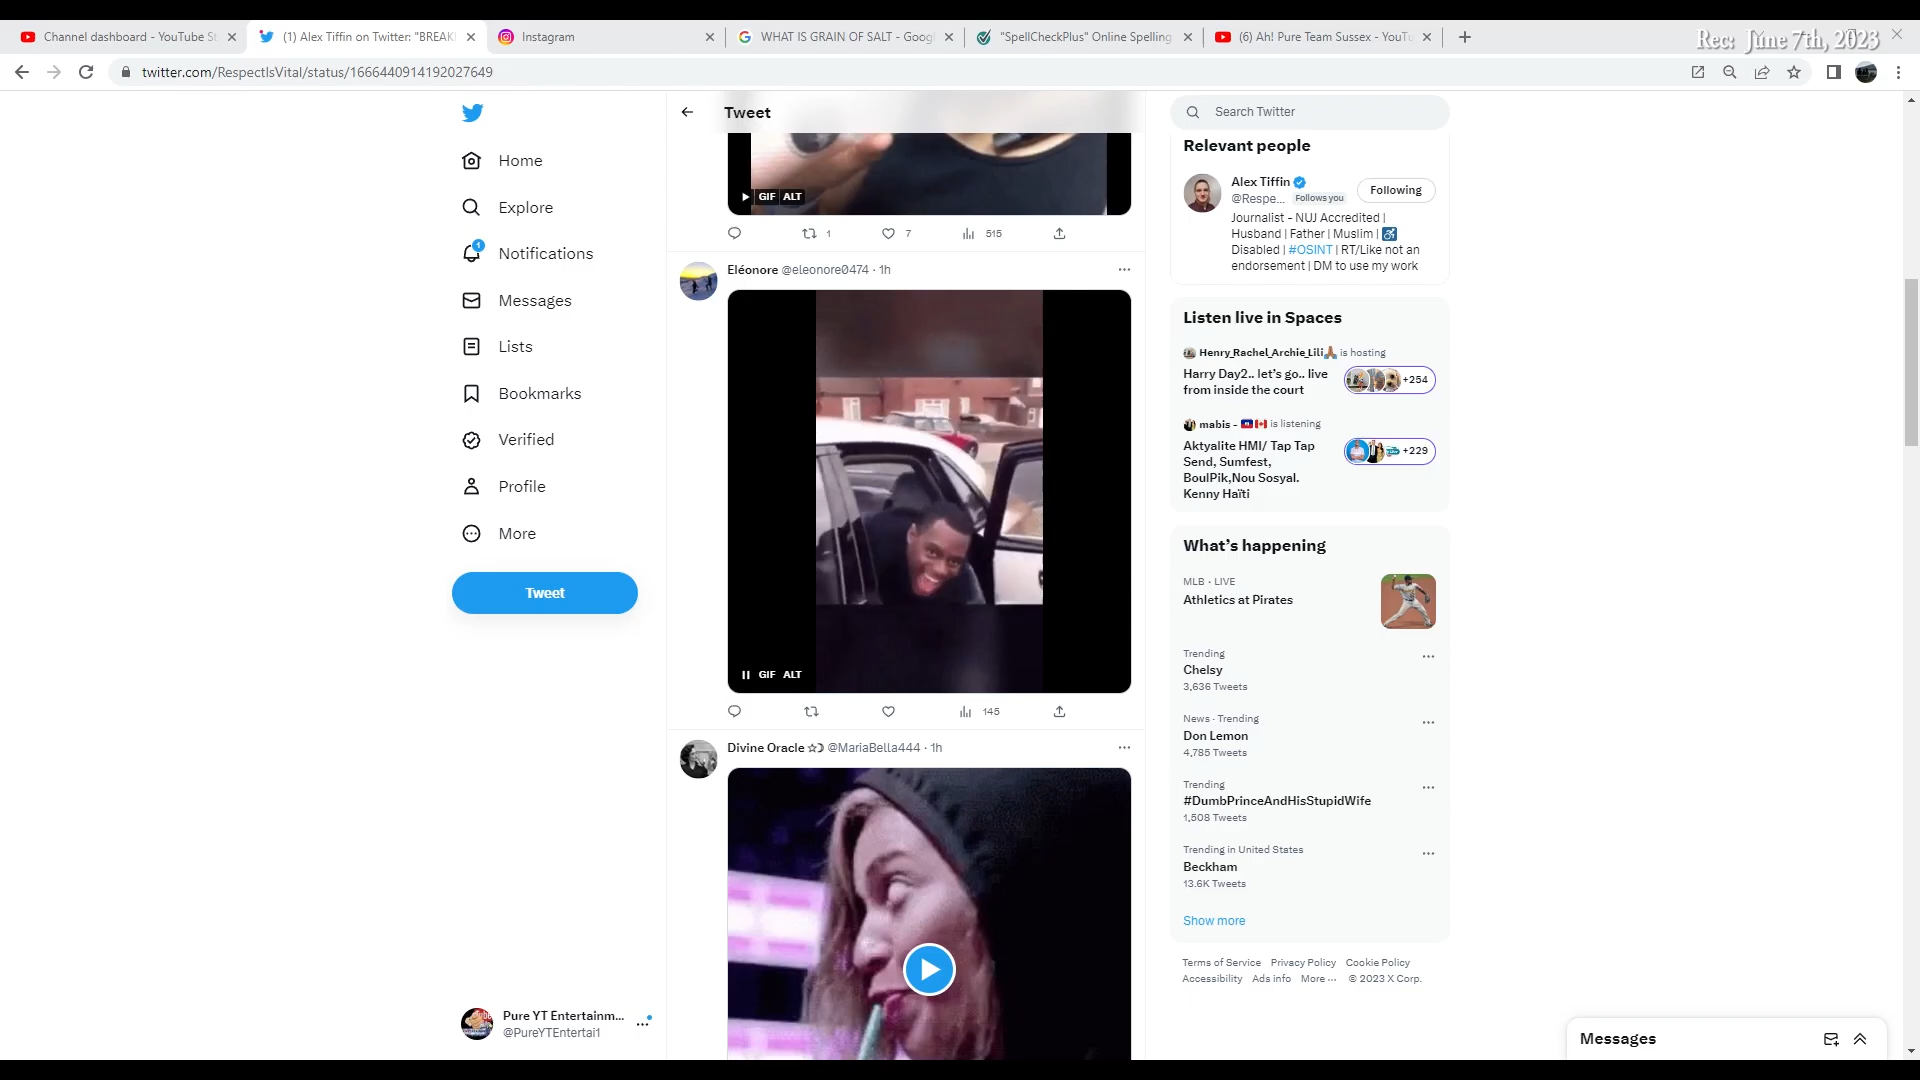 Channel dashboard - YouTube St
(1) Alex Tiffin on Twitter: "BREAKI
Instagram
WHAT IS GRAIN OF SALT - Googl
"SpellCheckPlus" Online Spelling
(6) Ah! Pure Team Sussex - YouTu
Rec: June 7th, 2023
twitter.com/RespectIsVital/status/1666440914192027649
Home
Explore
1
Notifications
Messages
Lists
Bookmarks
Verified
Profile
More
Tweet
Pure YT Entertainm...
@PureYTEntertai1
Tweet
GIF ALT
1
7
515
Eléonore @eleonore0474 · 1h
GIF ALT
145
Divine Oracle ☆☽ @MariaBella444 · 1h
Search Twitter
Relevant people
Alex Tiffin
@Respe... Follows you
Following
Journalist - NUJ Accredited |
Husband | Father | Muslim | ♿
Disabled | #OSINT | RT/Like not an
endorsement | DM to use my work
Listen live in Spaces
Henry_Rachel_Archie_Lili🙏🏽 is hosting
Harry Day2.. let's go.. live
from inside the court
+254
mabis - 🇭🇹🇨🇦 is listening
Aktyalite HMI/ Tap Tap
Send, Sumfest,
BoulPik,Nou Sosyal.
Kenny Haïti
+229
What's happening
MLB · LIVE
Athletics at Pirates
Trending
Chelsy
3,636 Tweets
News · Trending
Don Lemon
4,785 Tweets
Trending
#DumbPrinceAndHisStupidWife
1,508 Tweets
Trending in United States
Beckham
13.6K Tweets
Show more
Terms of Service Privacy Policy Cookie Policy
Accessibility Ads info More ··· © 2023 X Corp.
Messages